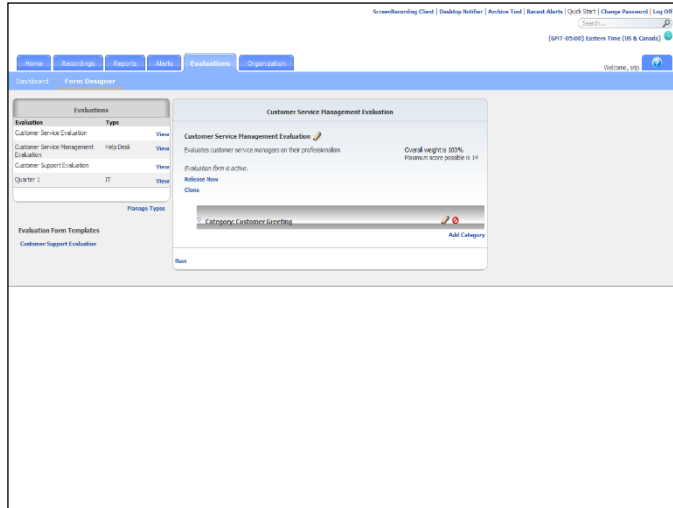 ScreenRecording Client | Desktop Notifier | Archive Tool | Recent Alerts | Quick Start | Change Password | Log Off
Search...
(GMT-05:00) Eastern Time (US & Canada)
Home Recordings Reports Alerts Evaluations Organization
Welcome,
Dashboard Form Designer
Evaluations
Evaluation Type
Customer Service Evaluation View
Customer Service Management Evaluation Help Desk View
Customer Support Evaluation View
Quarter 1 IT View
Manage Types
Evaluation Form Templates
Customer Support Evaluation
Customer Service Management Evaluation
Customer Service Management Evaluation
Evaluates customer service managers on their professionalism
Overall weight is 100%
Maximum score possible is 14
Evaluation form is active.
Release Now
Clone
Category: Customer Greeting
Add Category
New